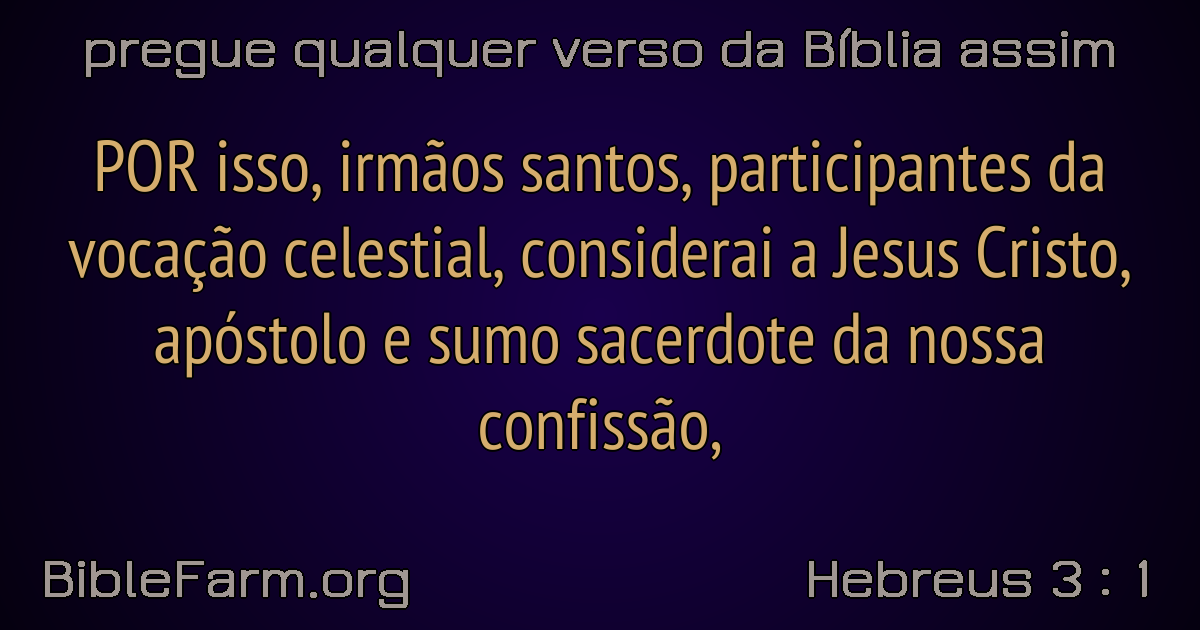 pregue qualquer verso da Bíblia assim
POR isso, irmãos santos, participantes da
vocação celestial, considerai a Jesus Cristo,
apóstolo e sumo sacerdote da nossa
confissão,
BibleFarm.org
Hebreus 3 : 1